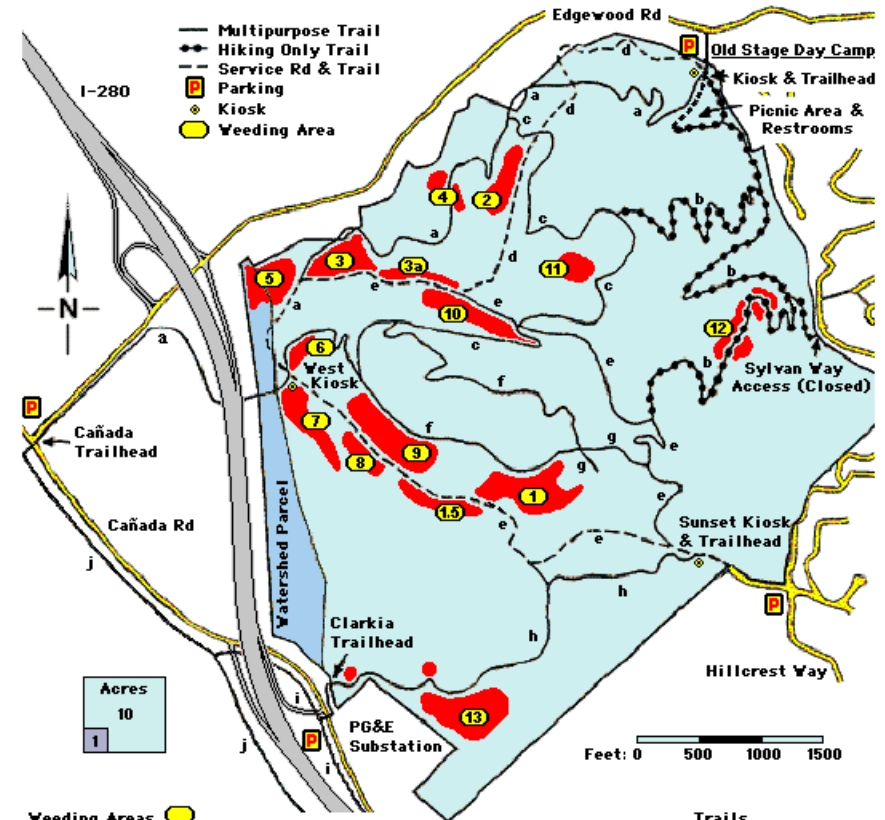 Edgewood Rd
Multipurpose Trail
Hiking Only Trail
Service Rd & Trail
P Parking
Kiosk
Weeding Area
I-280
P
Old Stage Day Camp
Kiosk & Trailhead
Picnic Area &
Restrooms
d
a
a
c
d
4
2
b
c
a
3
3a
d
11
5
e
e
c
b
N
a
10
12
a
c
b
6
e
West
Kiosk
f
Sylvan Way
Access (Closed)
P
Cañada
Trailhead
7
f
g
e
9
8
g
1
e
1.5
Cañada Rd
e
e
Sunset Kiosk
& Trailhead
Watershed Parcel
j
h
P
h
Clarkia
Trailhead
Hillcrest Way
Acres
10
1
i
13
j
P
i
PG&E
Substation
Feet: 0 500 1000 1500
Weeding Areas
Trails